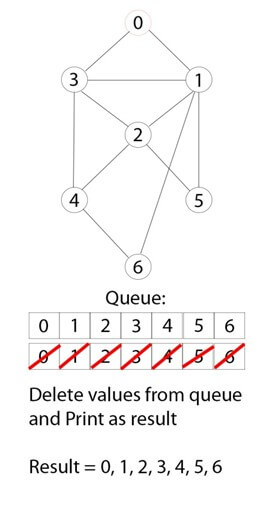 0
3 1
2
4 5
6
Queue:
0 1 2 3 4 5 6
0 1 2 3 4 5 6
Delete values from queue
and Print as result
Result = 0, 1, 2, 3, 4, 5, 6